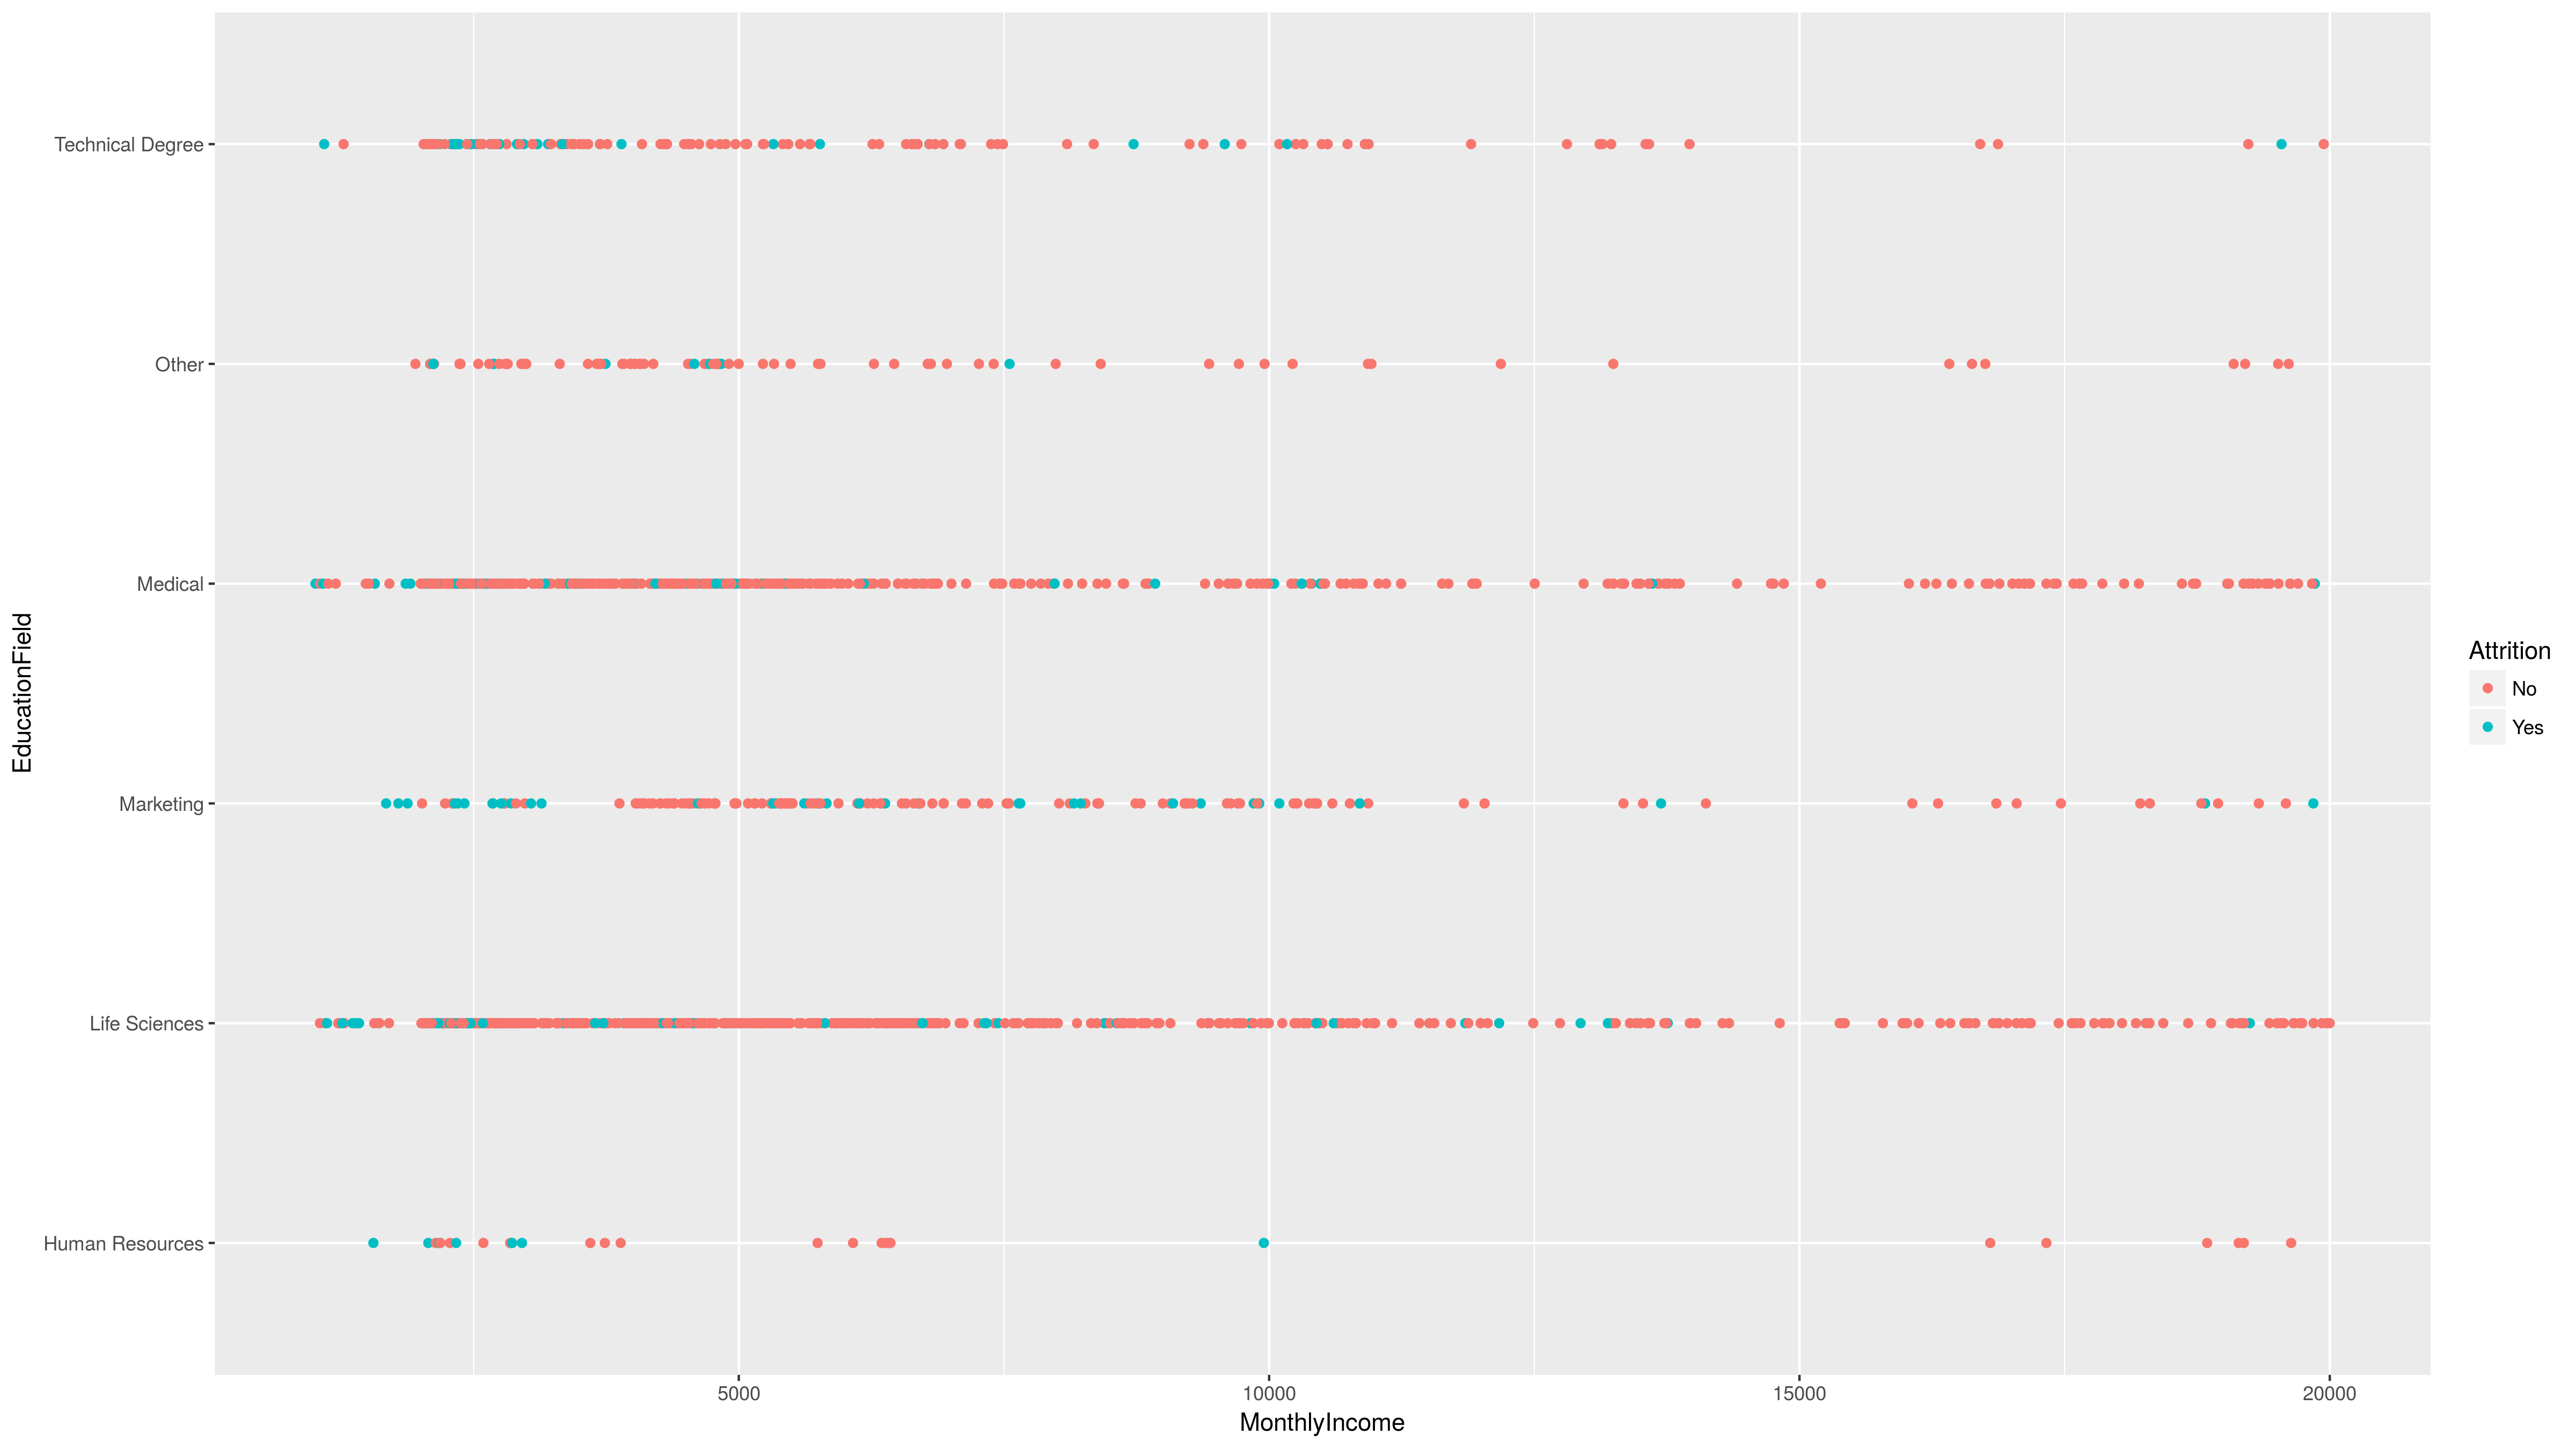 Technical Degree
Other
Medical
Marketing
Life Sciences
Human Resources
EducationField
5000
10000
15000
20000
MonthlyIncome
Attrition
No
Yes